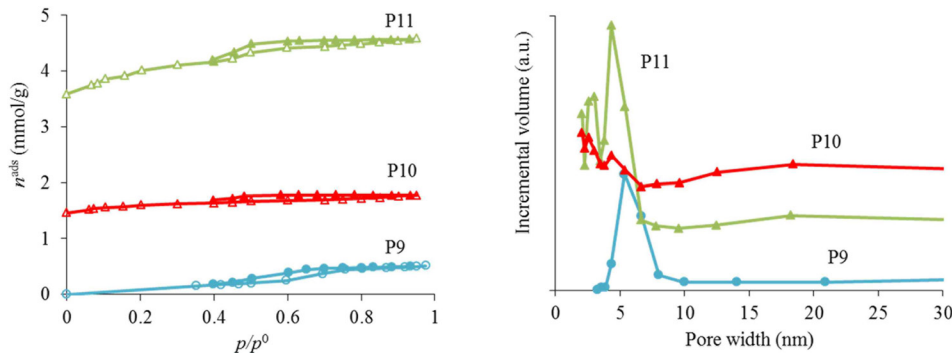 5
4
3
2
1
0
n^ads (mmol/g)
P11
P10
P9
0
0.2
0.4
0.6
0.8
1
p/p^0
Incremental volume (a.u.)
P11
P10
P9
0
5
10
15
20
25
30
Pore width (nm)